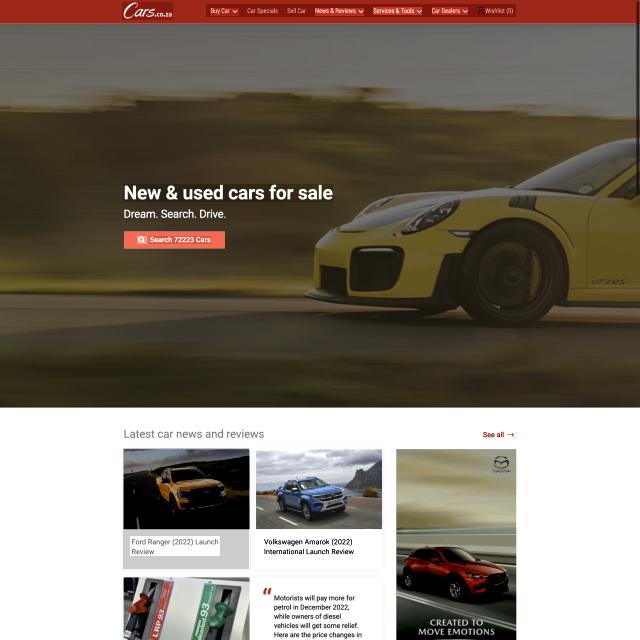 Cars.co.za
Buy Car
Car Specials
Sell Car
News & Reviews
Services & Tools
Car Dealers
Wishlist (0)
New & used cars for sale
Dream. Search. Drive.
Search 72223 Cars
GT2RS
Latest car news and reviews
See all →
Ford Ranger (2022) Launch
Review
Volkswagen Amarok (2022)
International Launch Review
LRP 93
93
“
Motorists will pay more for
petrol in December 2022,
while owners of diesel
vehicles will get some relief.
Here are the price changes in
CREATED TO
MOVE EMOTIONS